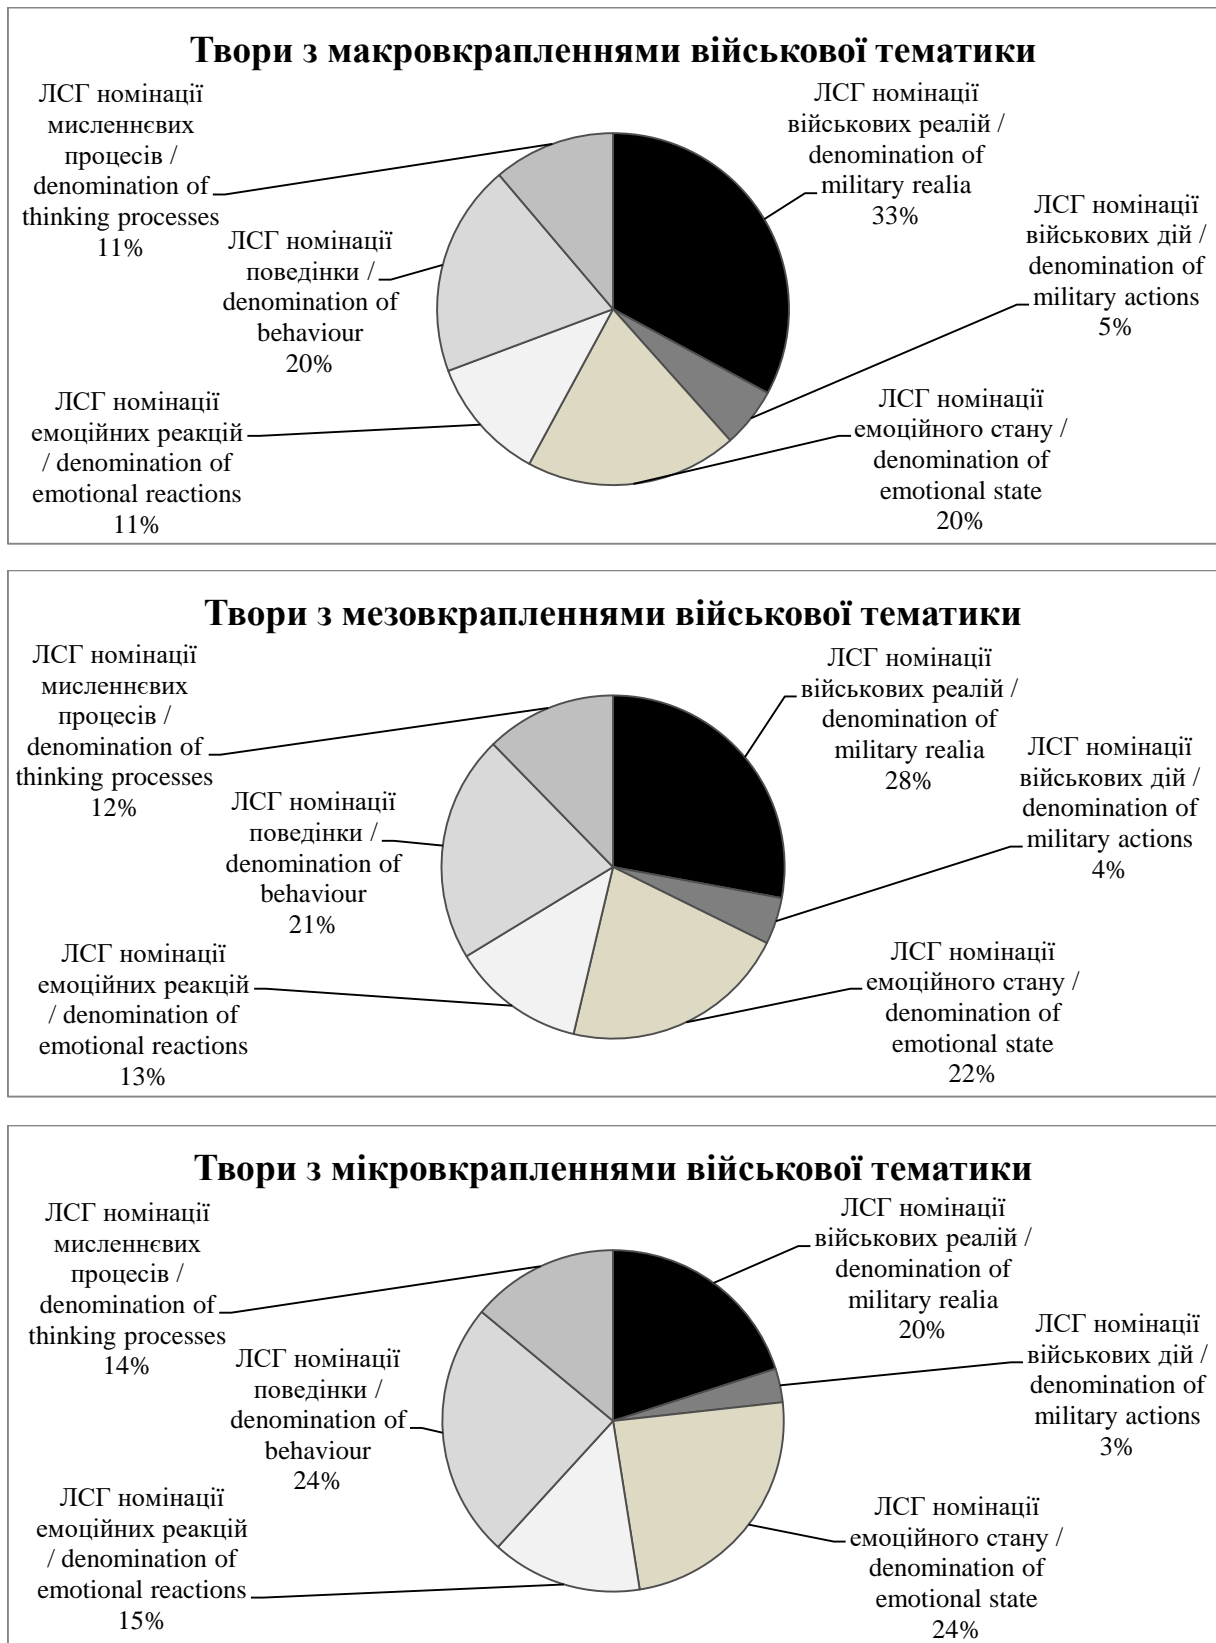 Твори з макровкрапленнями військової тематики
ЛСГ номінації
мисленнєвих
процесів /
denomination of
thinking processes
11%
ЛСГ номінації
військових реалій /
denomination of
military realia
33%
ЛСГ номінації
військових дій /
denomination of
military actions
5%
ЛСГ номінації
поведінки /
denomination of
behaviour
20%
ЛСГ номінації
емоційних реакцій
/ denomination of
emotional reactions
11%
ЛСГ номінації
емоційного стану /
denomination of
emotional state
20%
Твори з мезовкрапленнями військової тематики
ЛСГ номінації
мисленнєвих
процесів /
denomination of
thinking processes
12%
ЛСГ номінації
військових реалій /
denomination of
military realia
28%
ЛСГ номінації
військових дій /
denomination of
military actions
4%
ЛСГ номінації
поведінки /
denomination of
behaviour
21%
ЛСГ номінації
емоційних реакцій
/ denomination of
emotional reactions
13%
ЛСГ номінації
емоційного стану /
denomination of
emotional state
22%
Твори з мікровкрапленнями військової тематики
ЛСГ номінації
мисленнєвих
процесів /
denomination of
thinking processes
14%
ЛСГ номінації
військових реалій /
denomination of
military realia
20%
ЛСГ номінації
військових дій /
denomination of
military actions
3%
ЛСГ номінації
поведінки /
denomination of
behaviour
24%
ЛСГ номінації
емоційних реакцій
/ denomination of
emotional reactions
15%
ЛСГ номінації
емоційного стану /
denomination of
emotional state
24%